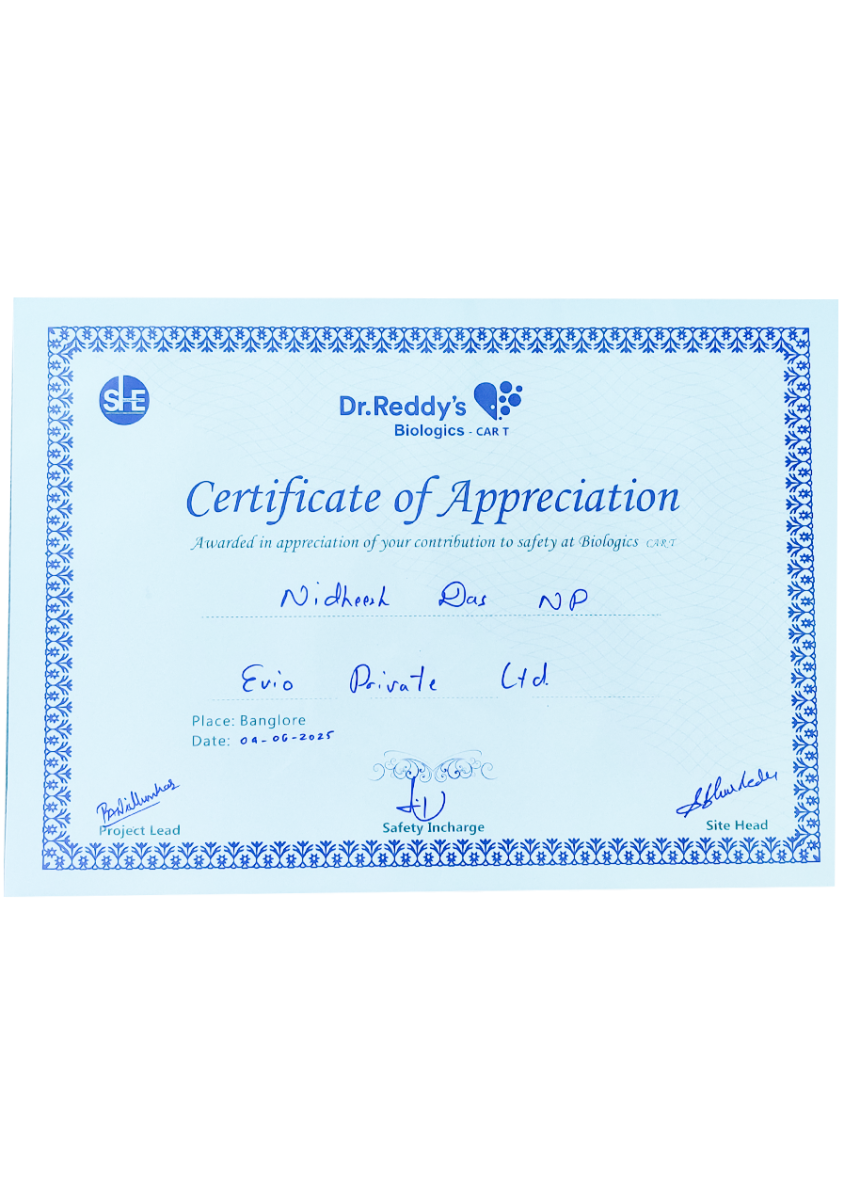 SHE
Dr.Reddy's
Biologics - CAR T
Certificate of Appreciation
Awarded in appreciation of your contribution to safety at Biologics CAR T
Nidheesh Das NP
Evio Private Ltd.
Place: Banglore
Date: 04-06-2025
Project Lead
Safety Incharge
Site Head